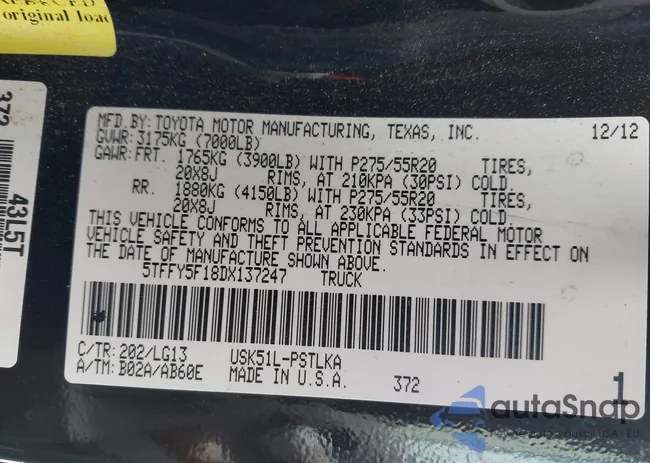 original load
372
43L5T
MFD.BY:TOYOTA MOTOR MANUFACTURING, TEXAS, INC. 12/12
GVWR:3175KG (7000LB)
GAWR:FRT. 1765KG (3900LB) WITH P275/55R20 TIRES,
20X8J RIMS, AT 210KPA (30PSI) COLD.
RR. 1880KG (4150LB) WITH P275/55R20 TIRES,
20X8J RIMS, AT 230KPA (33PSI) COLD.
THIS VEHICLE CONFORMS TO ALL APPLICABLE FEDERAL MOTOR
VEHICLE SAFETY AND THEFT PREVENTION STANDARDS IN EFFECT ON
THE DATE OF MANUFACTURE SHOWN ABOVE.
5TFFY5F18DX137247 TRUCK
C/TR:202/LG13 USK51L-PSTLKA
A/TM:B02A/AB60E MADE IN U.S.A. 372 1
autoSnap